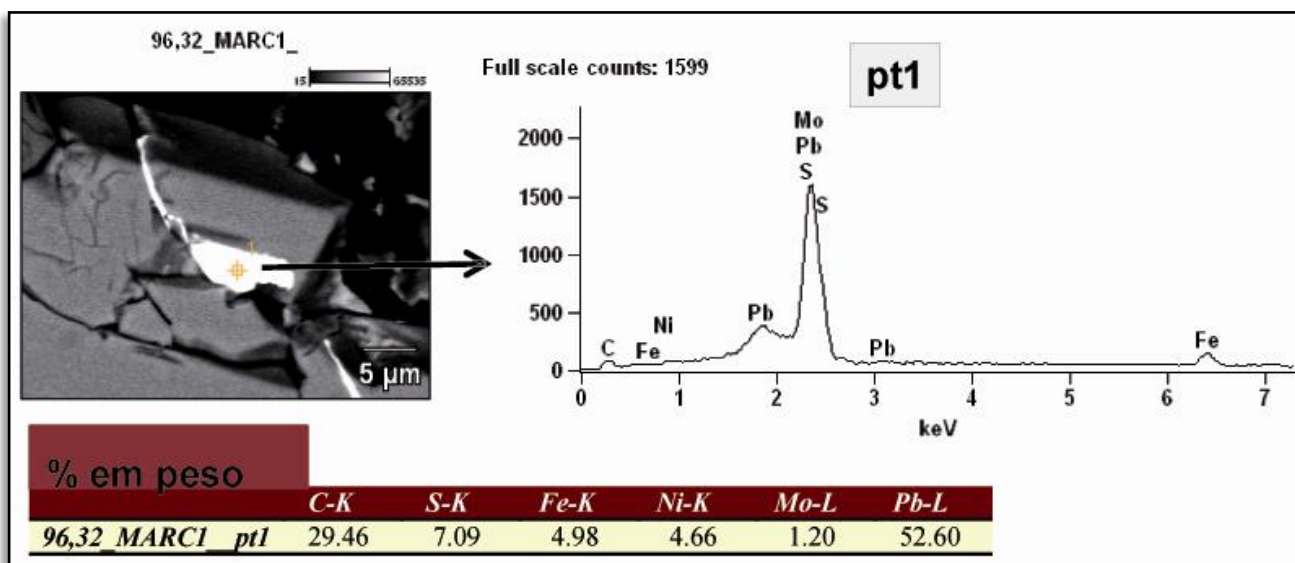 96,32_MARC1_
15 65535
1
5 µm
Full scale counts: 1599
pt1
2000
1500
1000
500
0
Mo
Pb
S
S
Pb
Ni
C
Fe
Pb
Fe
0 1 2 3 4 5 6 7
keV
% em peso
C-K S-K Fe-K Ni-K Mo-L Pb-L
96,32_MARC1__pt1 29.46 7.09 4.98 4.66 1.20 52.60